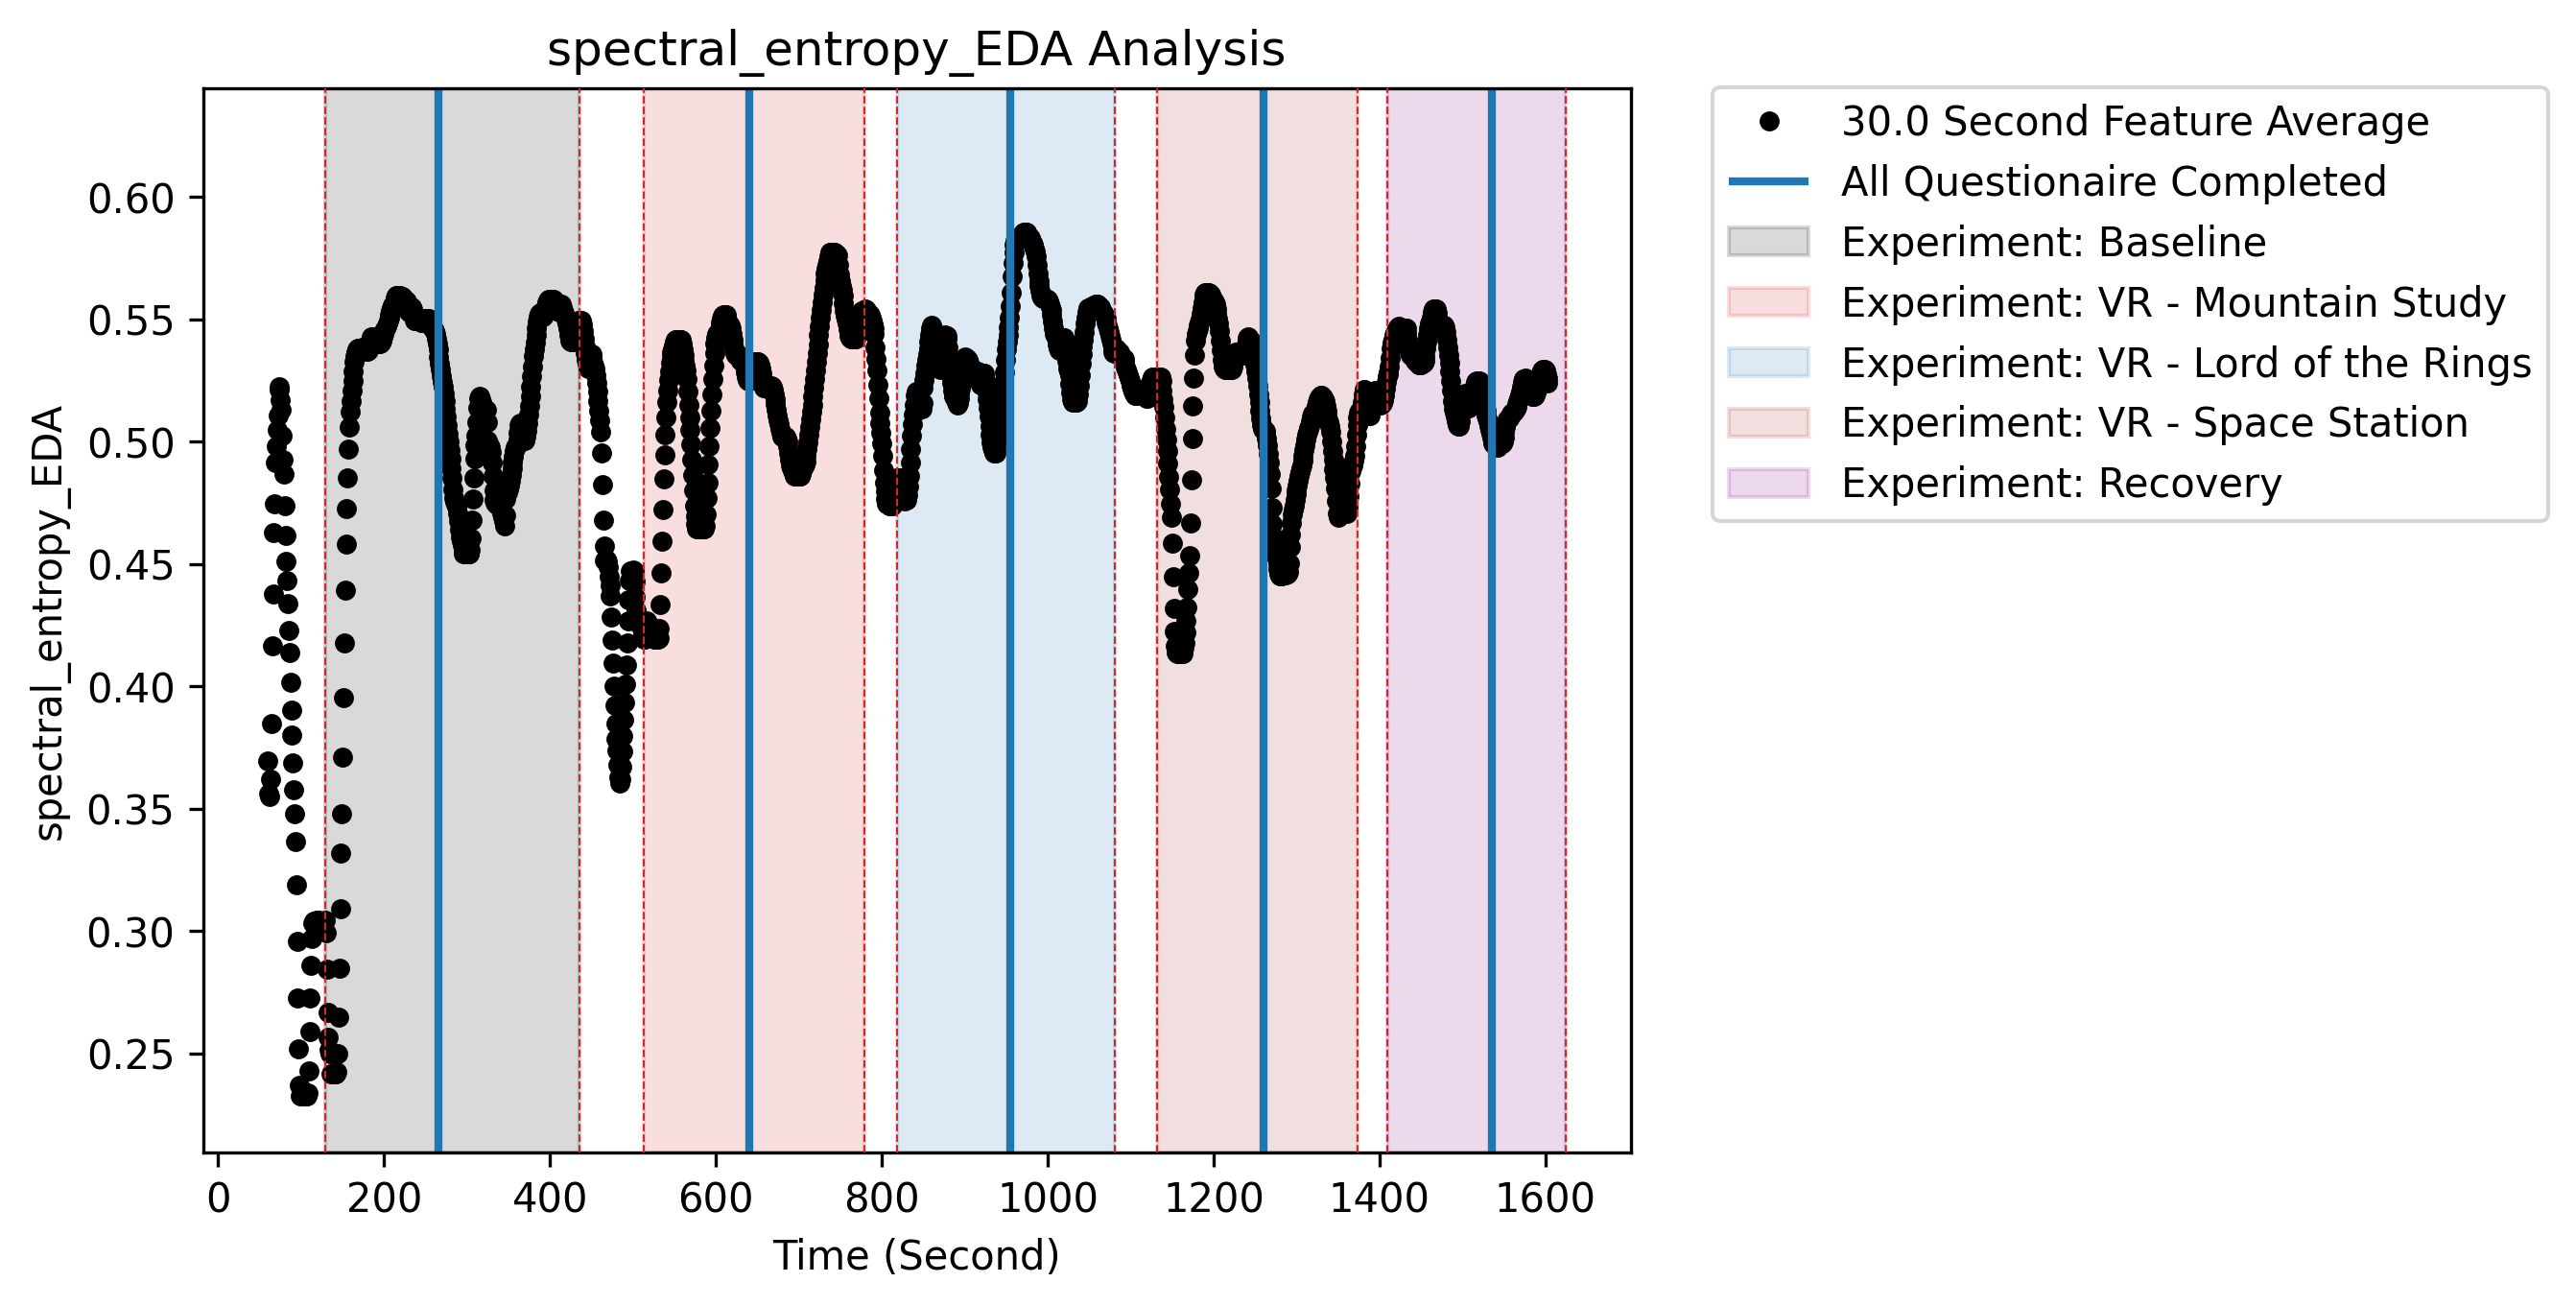 spectral_entropy_EDA Analysis
spectral_entropy_EDA
0.60
0.55
0.50
0.45
0.40
0.35
0.30
0.25
0 200 400 600 800 1000 1200 1400 1600
Time (Second)
30.0 Second Feature Average
All Questionaire Completed
Experiment: Baseline
Experiment: VR - Mountain Study
Experiment: VR - Lord of the Rings
Experiment: VR - Space Station
Experiment: Recovery